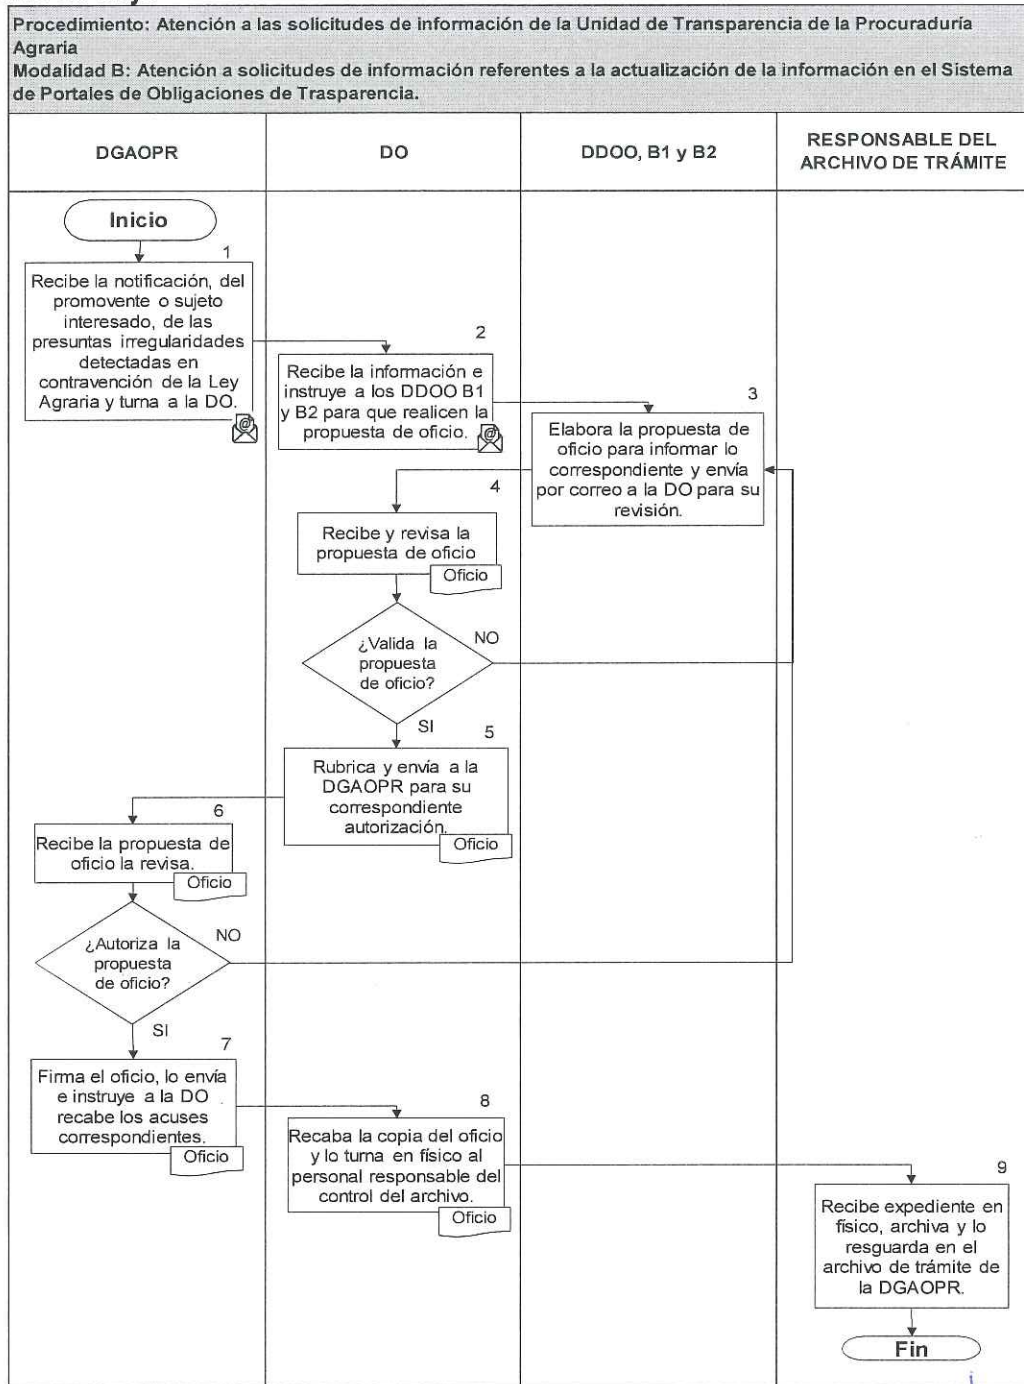 Procedimiento: Atención a las solicitudes de información de la Unidad de Transparencia de la Procuraduría
Agraria
Modalidad B: Atención a solicitudes de información referentes a la actualización de la información en el Sistema
de Portales de Obligaciones de Trasparencia.
DGAOPR
DO
DDOO, B1 y B2
RESPONSABLE DEL
ARCHIVO DE TRÁMITE
Inicio
1
Recibe la notificación, del
promovente o sujeto
interesado, de las
presuntas irregularidades
detectadas en
contravención de la Ley
Agraria y turna a la DO.
@
2
Recibe la información e
instruye a los DDOO B1
y B2 para que realicen la
propuesta de oficio.
@
3
Elabora la propuesta de
oficio para informar lo
correspondiente y envía
por correo a la DO para su
revisión.
4
Recibe y revisa la
propuesta de oficio
Oficio
¿Valida la
propuesta
de oficio?
NO
SI
5
Rubrica y envía a la
DGAOPR para su
correspondiente
autorización.
Oficio
6
Recibe la propuesta de
oficio la revisa.
Oficio
¿Autoriza la
propuesta
de oficio?
NO
SI
7
Firma el oficio, lo envía
e instruye a la DO
recabe los acuses
correspondientes.
Oficio
8
Recaba la copia del oficio
y lo turna en físico al
personal responsable del
control del archivo.
Oficio
9
Recibe expediente en
físico, archiva y lo
resguarda en el
archivo de trámite de
la DGAOPR.
Fin